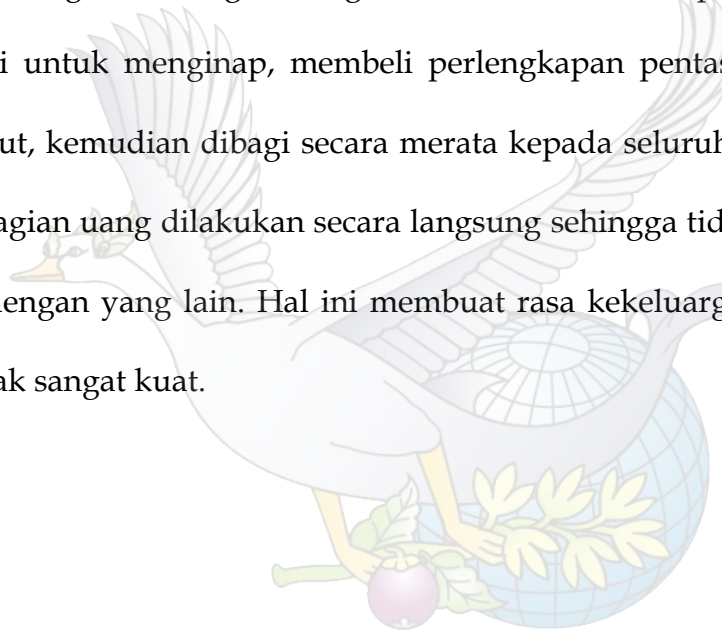 i untuk menginap, membeli perlengkapan pentas
ut, kemudian dibagi secara merata kepada seluruh
agian uang dilakukan secara langsung sehingga tid
lengan yang lain. Hal ini membuat rasa kekeluarg
ak sangat kuat.